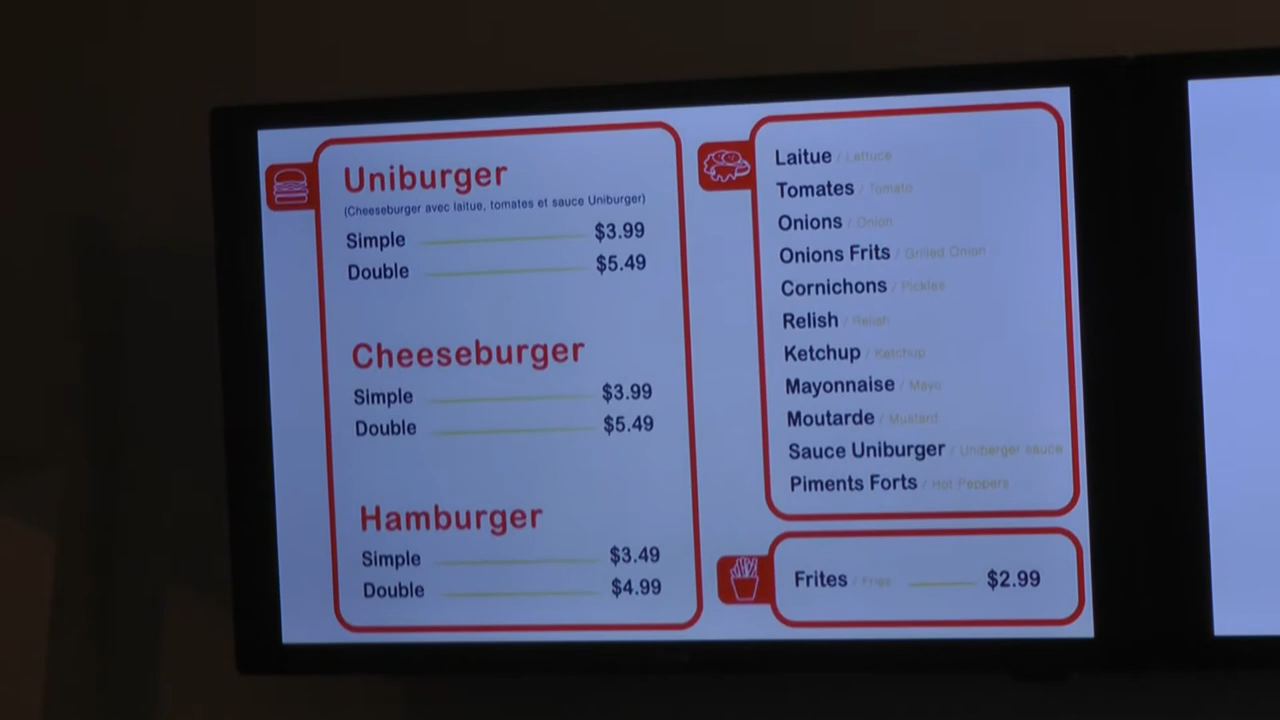 Uniburger
(Cheeseburger avec laitue, tomates et sauce Uniburger)
Simple $3.99
Double $5.49
Cheeseburger
Simple $3.99
Double $5.49
Hamburger
Simple $3.49
Double $4.99
Laitue / Lettuce
Tomates / Tomato
Onions / Onion
Onions Frits / Grilled Onion
Cornichons / Pickles
Relish / Relish
Ketchup / Ketchup
Mayonnaise / Mayo
Moutarde / Mustard
Sauce Uniburger / Uniberger sauce
Piments Forts / Hot Peppers
Frites / Fries $2.99